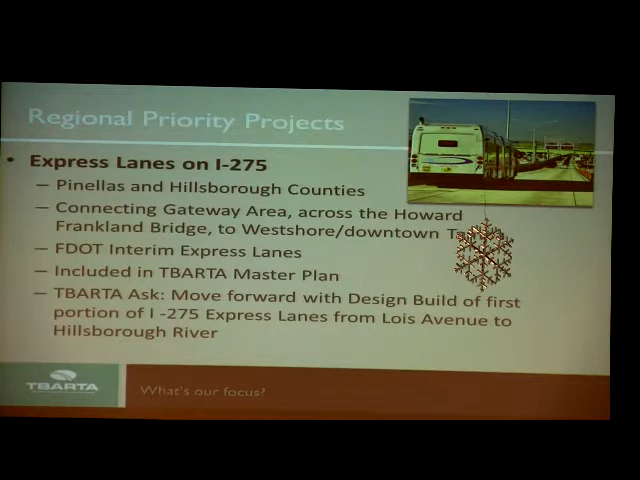 Regional Priority Projects
• Express Lanes on I-275
– Pinellas and Hillsborough Counties
– Connecting Gateway Area, across the Howard
Frankland Bridge, to Westshore/downtown
– FDOT Interim Express Lanes
– Included in TBARTA Master Plan
– TBARTA Ask: Move forward with Design Build of first
portion of I -275 Express Lanes from Lois Avenue to
Hillsborough River
TBARTA
What's our focus?